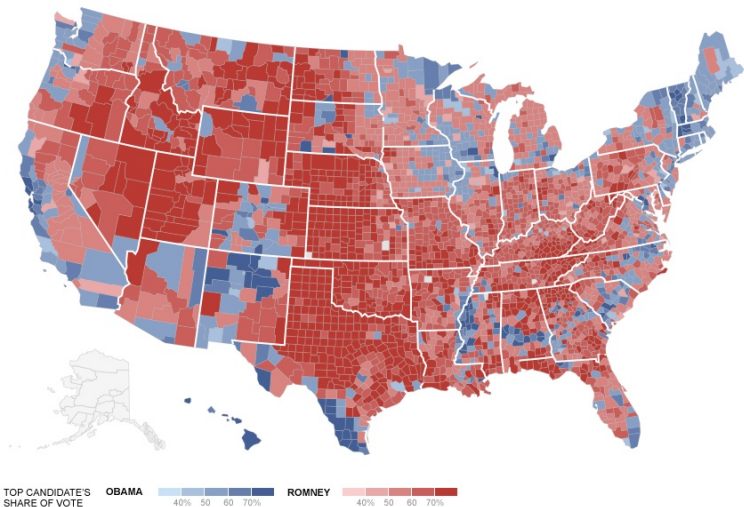 TOP CANDIDATE'S
SHARE OF VOTE
OBAMA
40% 50 60 70%
ROMNEY
40% 50 60 70%